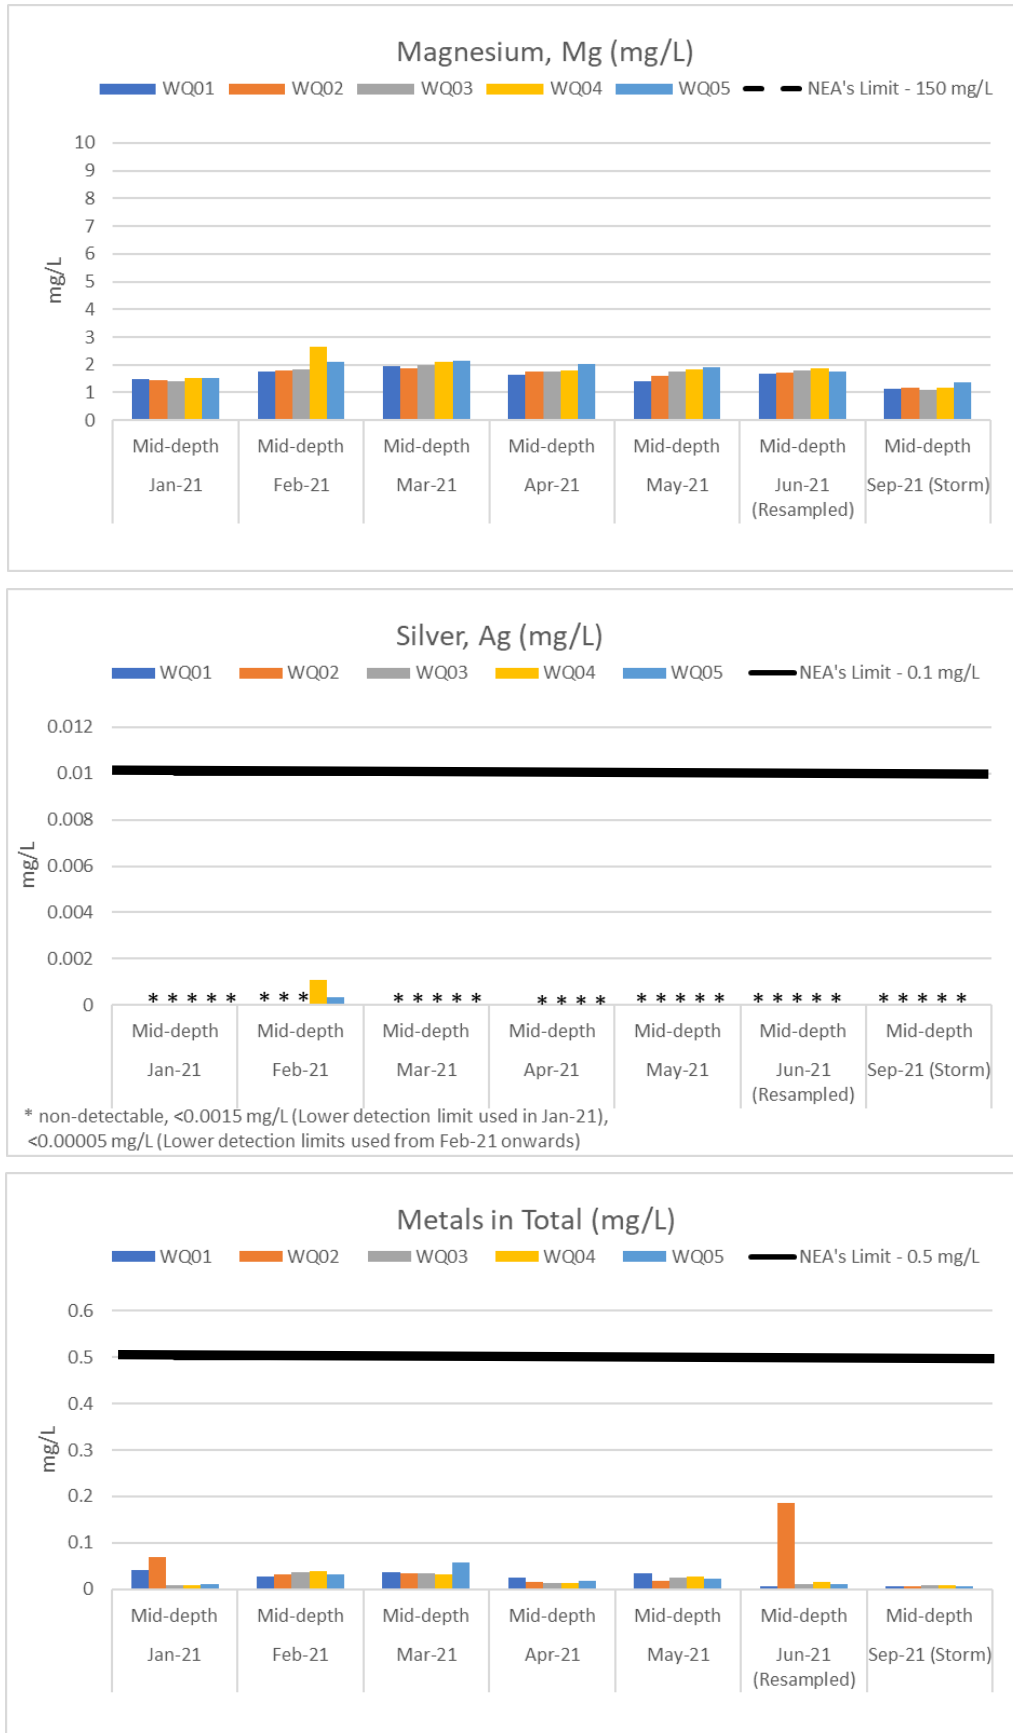 Magnesium, Mg (mg/L)
WQ01 WQ02 WQ03 WQ04 WQ05 NEA's Limit - 150 mg/L
mg/L
10
9
8
7
6
5
4
3
2
1
0
Mid-depth Mid-depth Mid-depth Mid-depth Mid-depth Mid-depth Mid-depth
Jan-21 Feb-21 Mar-21 Apr-21 May-21 Jun-21 Sep-21 (Storm)
(Resampled)
Silver, Ag (mg/L)
WQ01 WQ02 WQ03 WQ04 WQ05 NEA's Limit - 0.1 mg/L
mg/L
0.012
0.01
0.008
0.006
0.004
0.002
0
* * * * * * * * * * * * * * * * * * * * * * * * * * * * * * * *
Mid-depth Mid-depth Mid-depth Mid-depth Mid-depth Mid-depth Mid-depth
Jan-21 Feb-21 Mar-21 Apr-21 May-21 Jun-21 Sep-21 (Storm)
(Resampled)
* non-detectable, <0.0015 mg/L (Lower detection limit used in Jan-21),
<0.00005 mg/L (Lower detection limits used from Feb-21 onwards)
Metals in Total (mg/L)
WQ01 WQ02 WQ03 WQ04 WQ05 NEA's Limit - 0.5 mg/L
mg/L
0.6
0.5
0.4
0.3
0.2
0.1
0
Mid-depth Mid-depth Mid-depth Mid-depth Mid-depth Mid-depth Mid-depth
Jan-21 Feb-21 Mar-21 Apr-21 May-21 Jun-21 Sep-21 (Storm)
(Resampled)